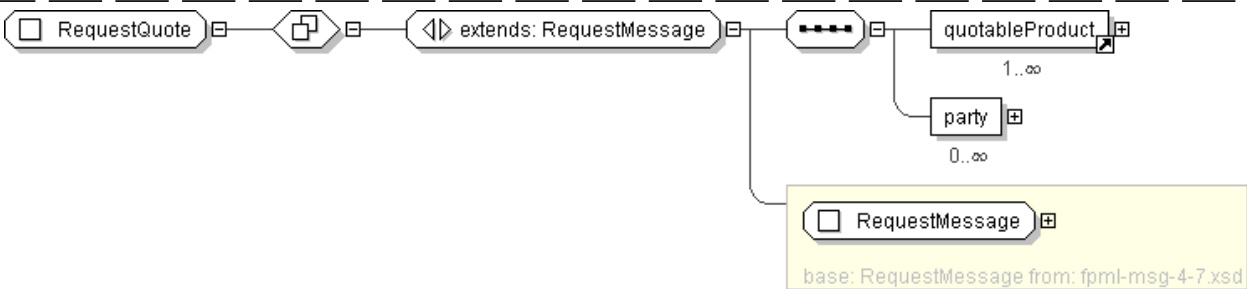 RequestQuote
extends: RequestMessage
quotableProduct
1..∞
party
0..∞
RequestMessage
base: RequestMessage from: fpml-msg-4-7.xsd